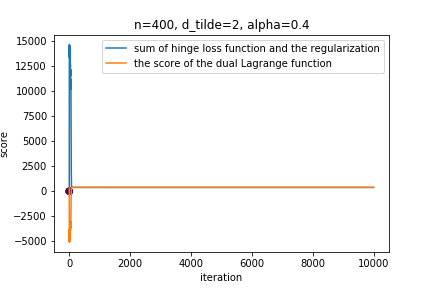 n=400, d_tilde=2, alpha=0.4
sum of hinge loss function and the regularization
the score of the dual Lagrange function
score
15000
12500
10000
7500
5000
2500
0
−2500
−5000
0 2000 4000 6000 8000 10000
iteration